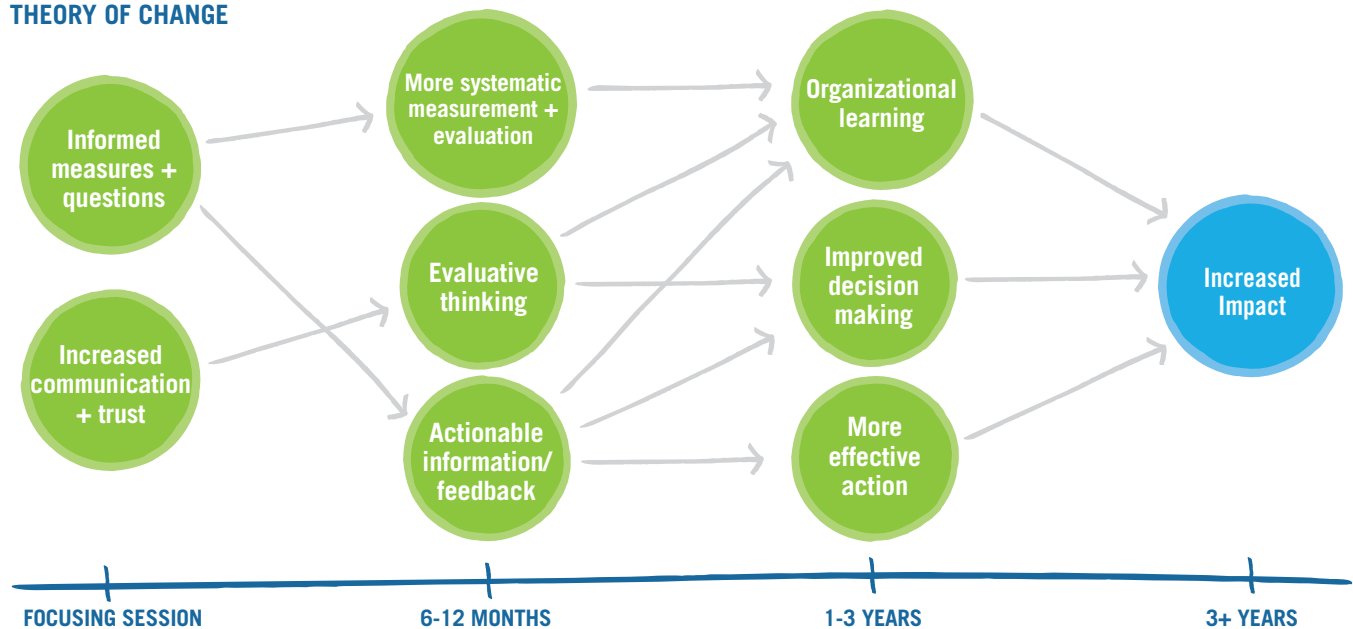 THEORY OF CHANGE
Informed
measures +
questions
Increased
communication
+ trust
More systematic
measurement +
evaluation
Evaluative
thinking
Actionable
information/
feedback
Organizational
learning
Improved
decision
making
More
effective
action
Increased
Impact
FOCUSING SESSION
6-12 MONTHS
1-3 YEARS
3+ YEARS